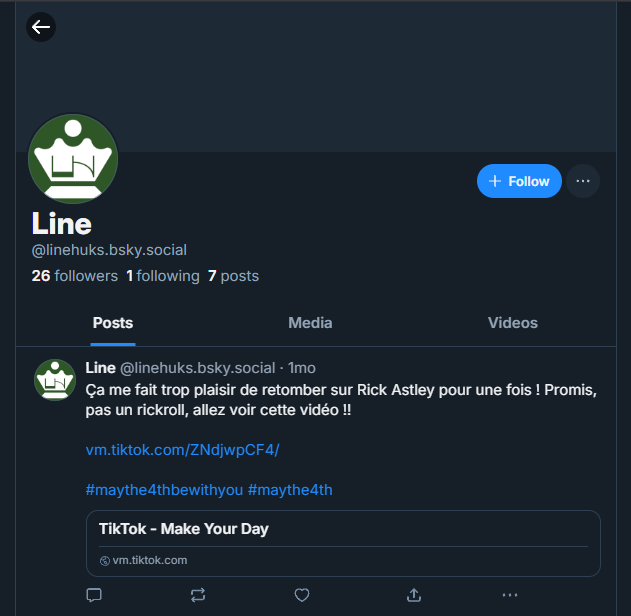 Follow
Line
@linehuks.bsky.social
26 followers 1 following 7 posts
Posts Media Videos
Line @linehuks.bsky.social · 1mo
Ça me fait trop plaisir de retomber sur Rick Astley pour une fois ! Promis,
pas un rickroll, allez voir cette vidéo !!
vm.tiktok.com/ZNdjwpCF4/
#maythe4thbewithyou #maythe4th
TikTok - Make Your Day
vm.tiktok.com